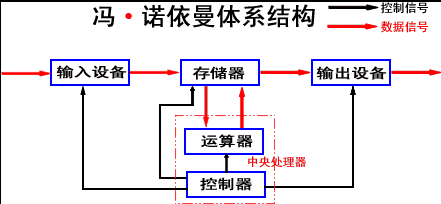 冯·诺依曼体系结构
控制信号
数据信号
输入设备
存储器
输出设备
运算器
中央处理器
控制器